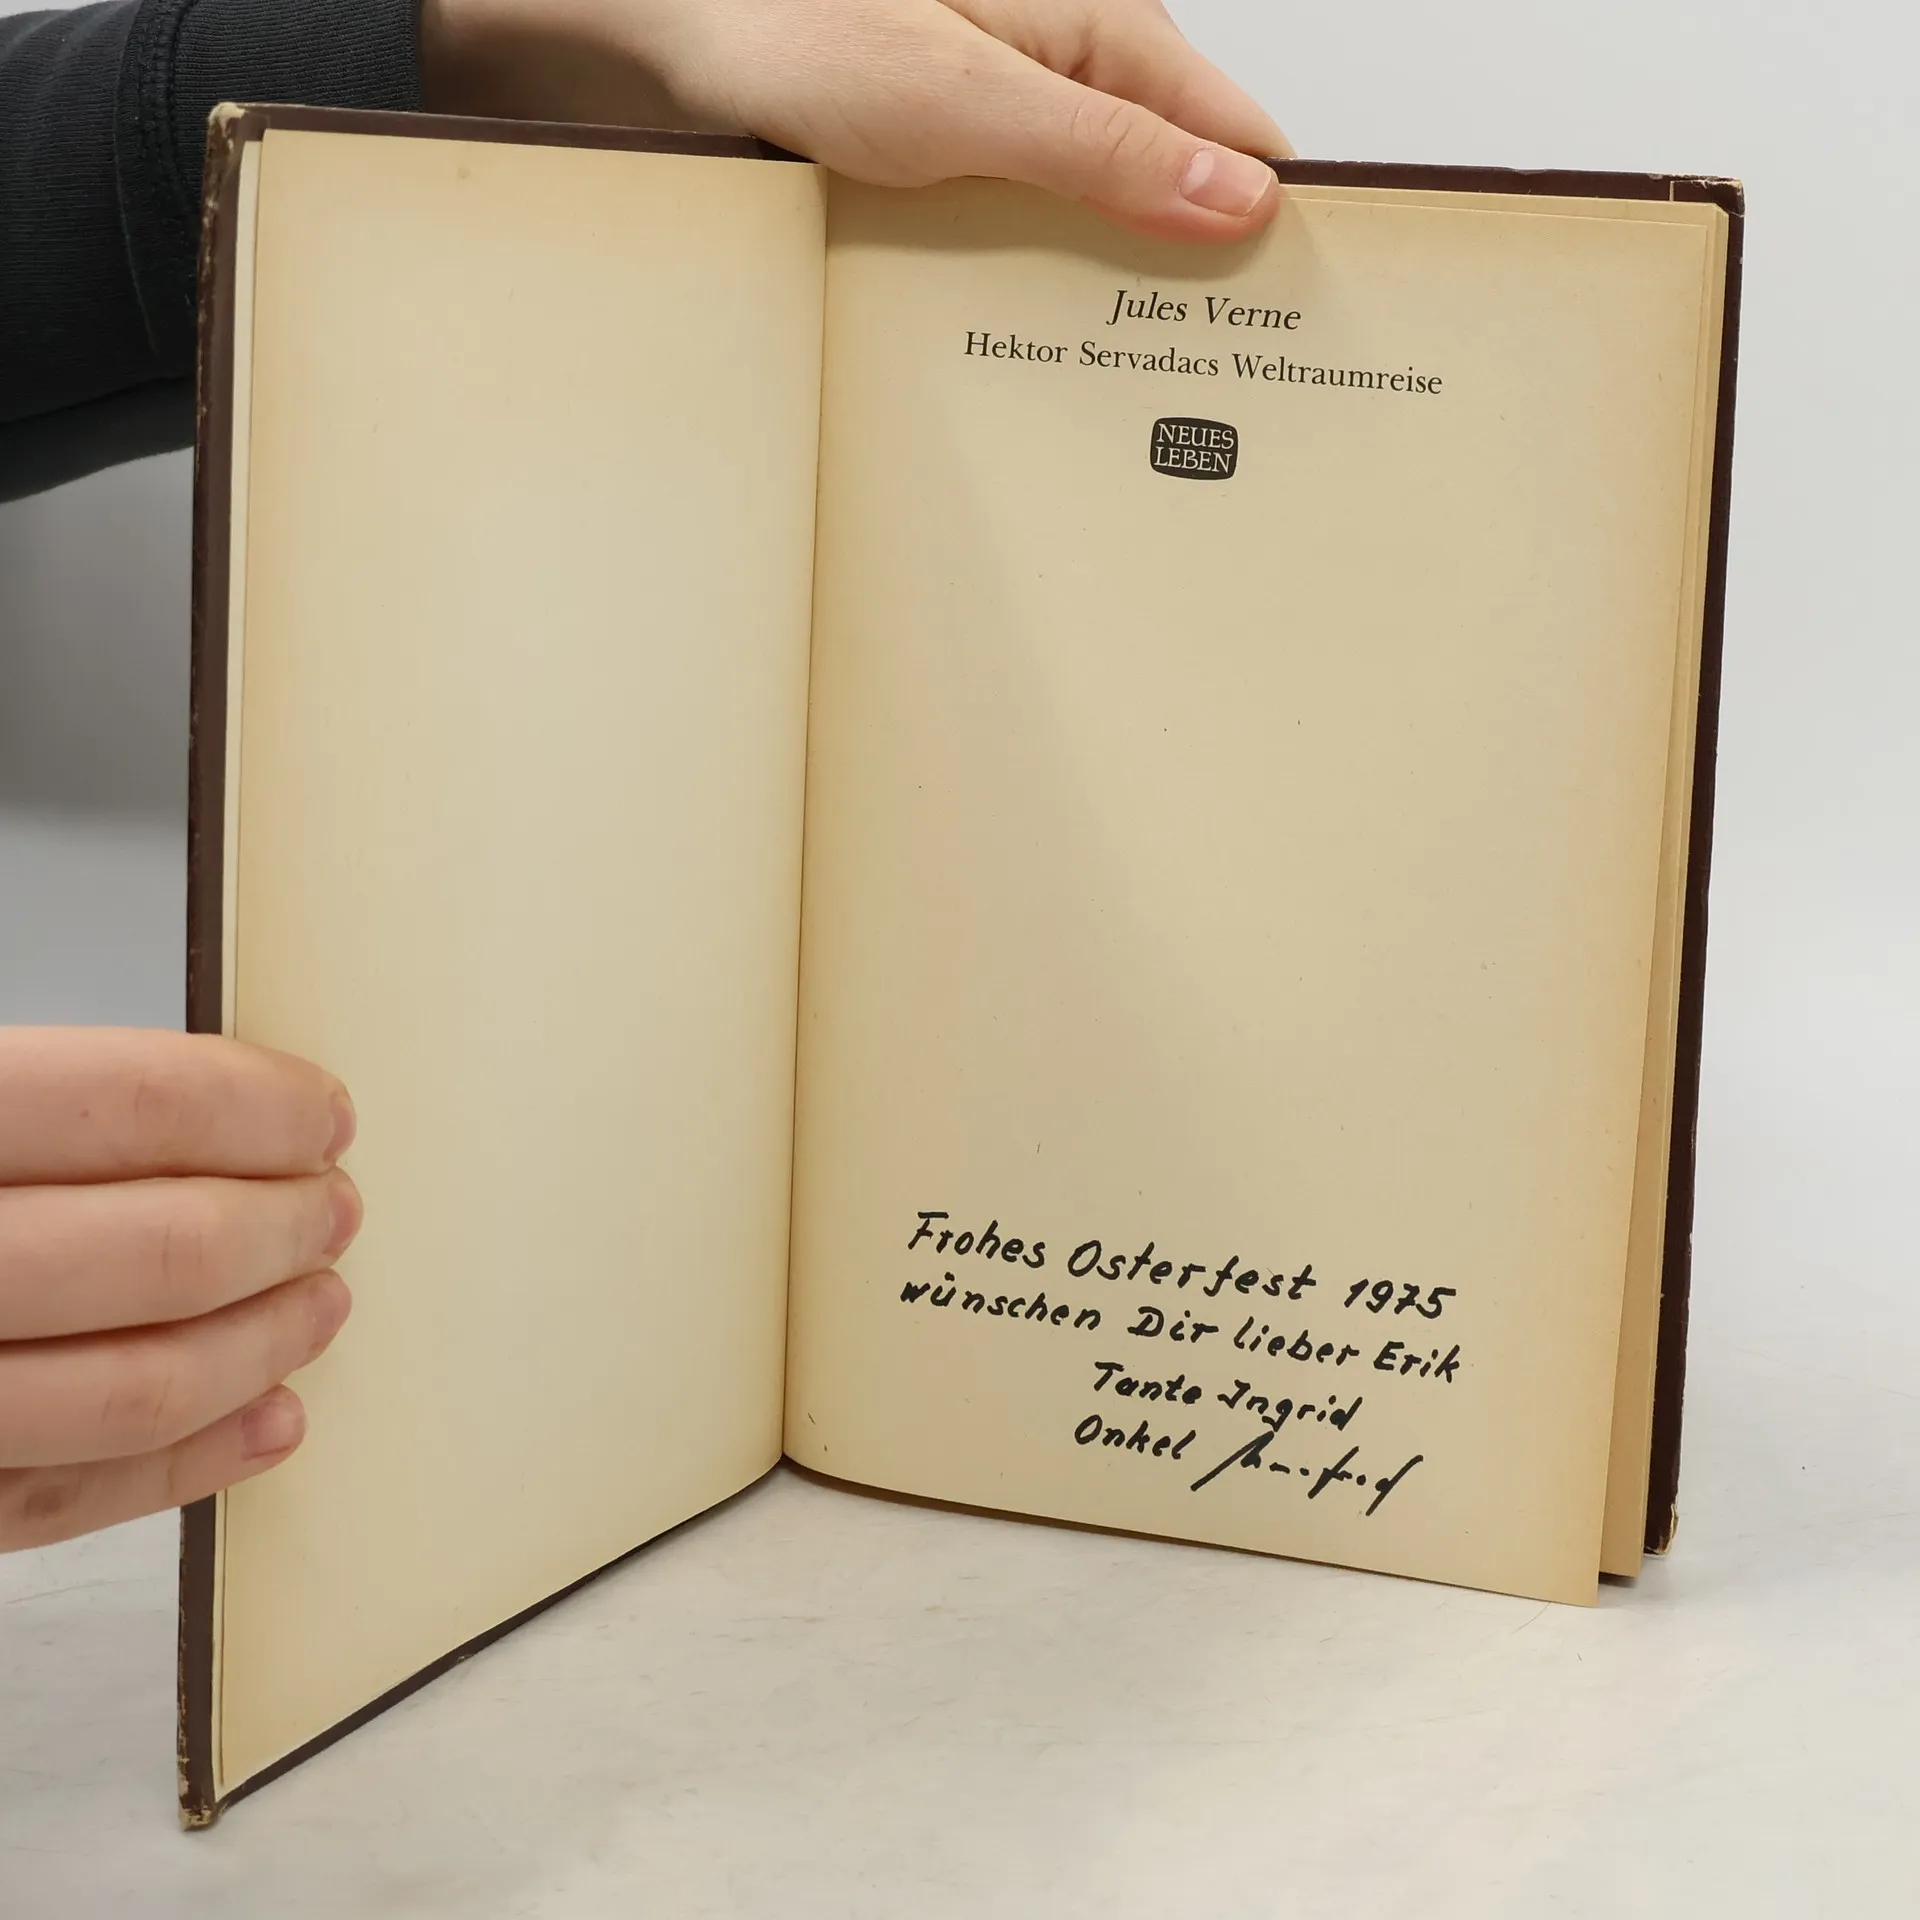 Jules Verne
Hektor Servadacs Weltraumreise
NEUES
LEBEN
Frohes Osterfest 1975
wünschen Dir lieber Erik
Tante Ingrid
Onkel